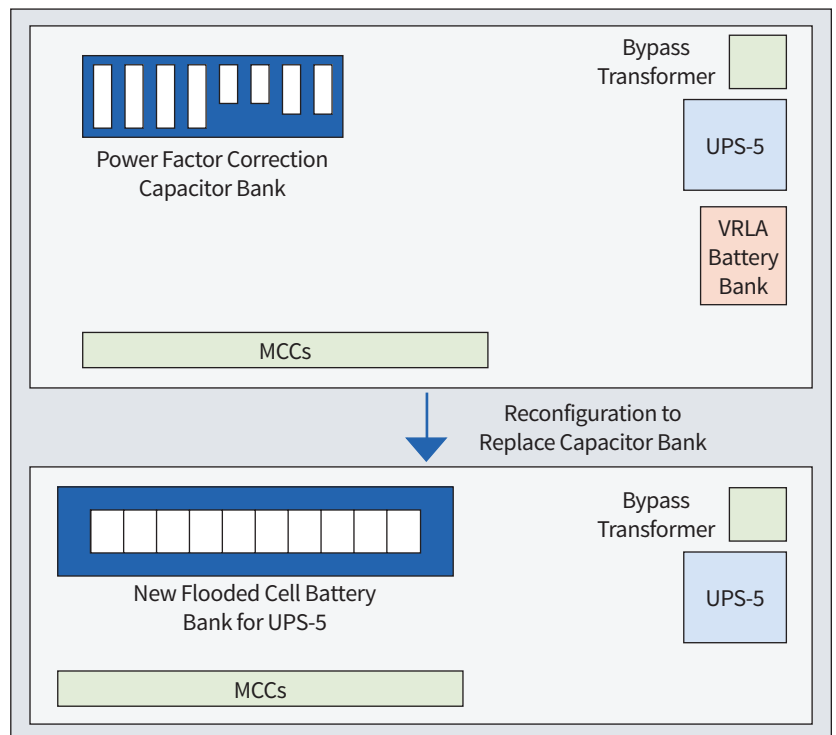 Bypass
Transformer
UPS-5
Power Factor Correction
Capacitor Bank
VRLA
Battery
Bank
MCCs
Reconfiguration to
Replace Capacitor Bank
Bypass
Transformer
New Flooded Cell Battery
Bank for UPS-5
UPS-5
MCCs